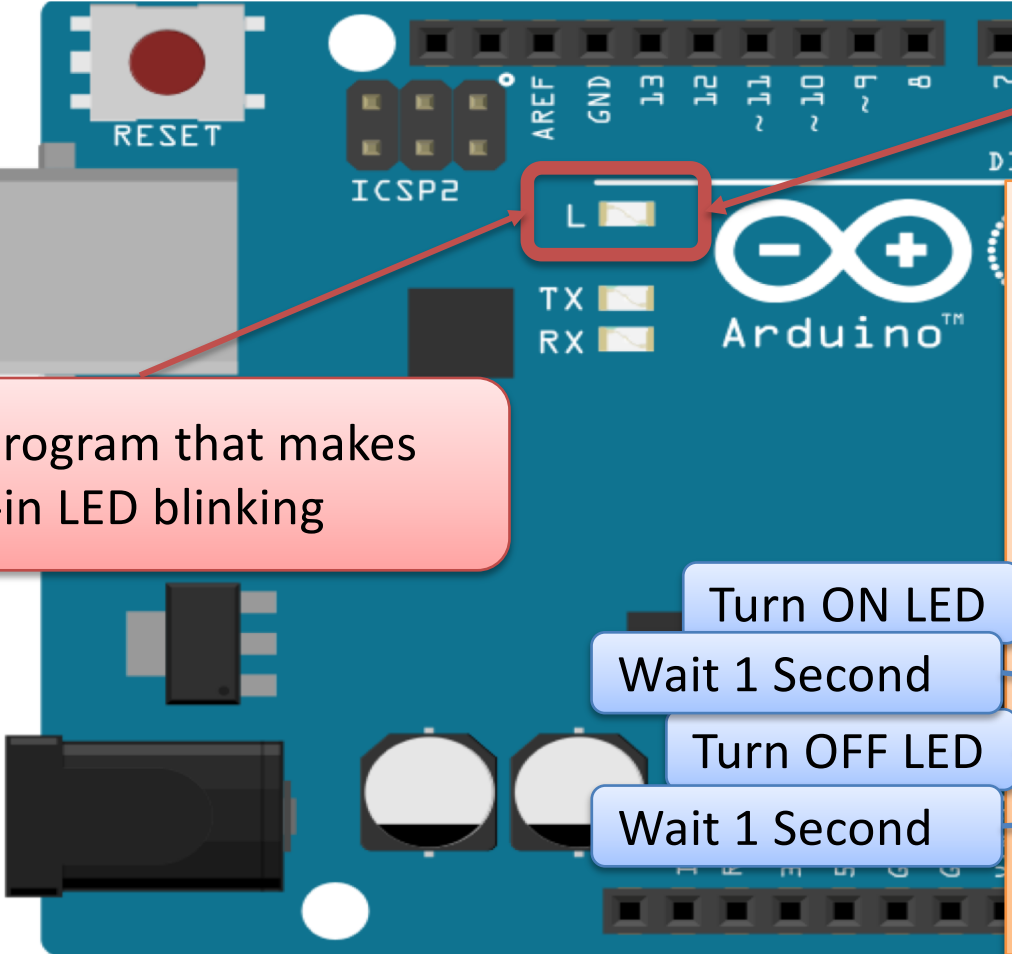 RESET
ICSP2
AREF
GND
13
12
~11
~10
~9
8
7
L
TX
RX
Arduino™
rogram that makes
in LED blinking
Turn ON LED
Wait 1 Second
Turn OFF LED
Wait 1 Second